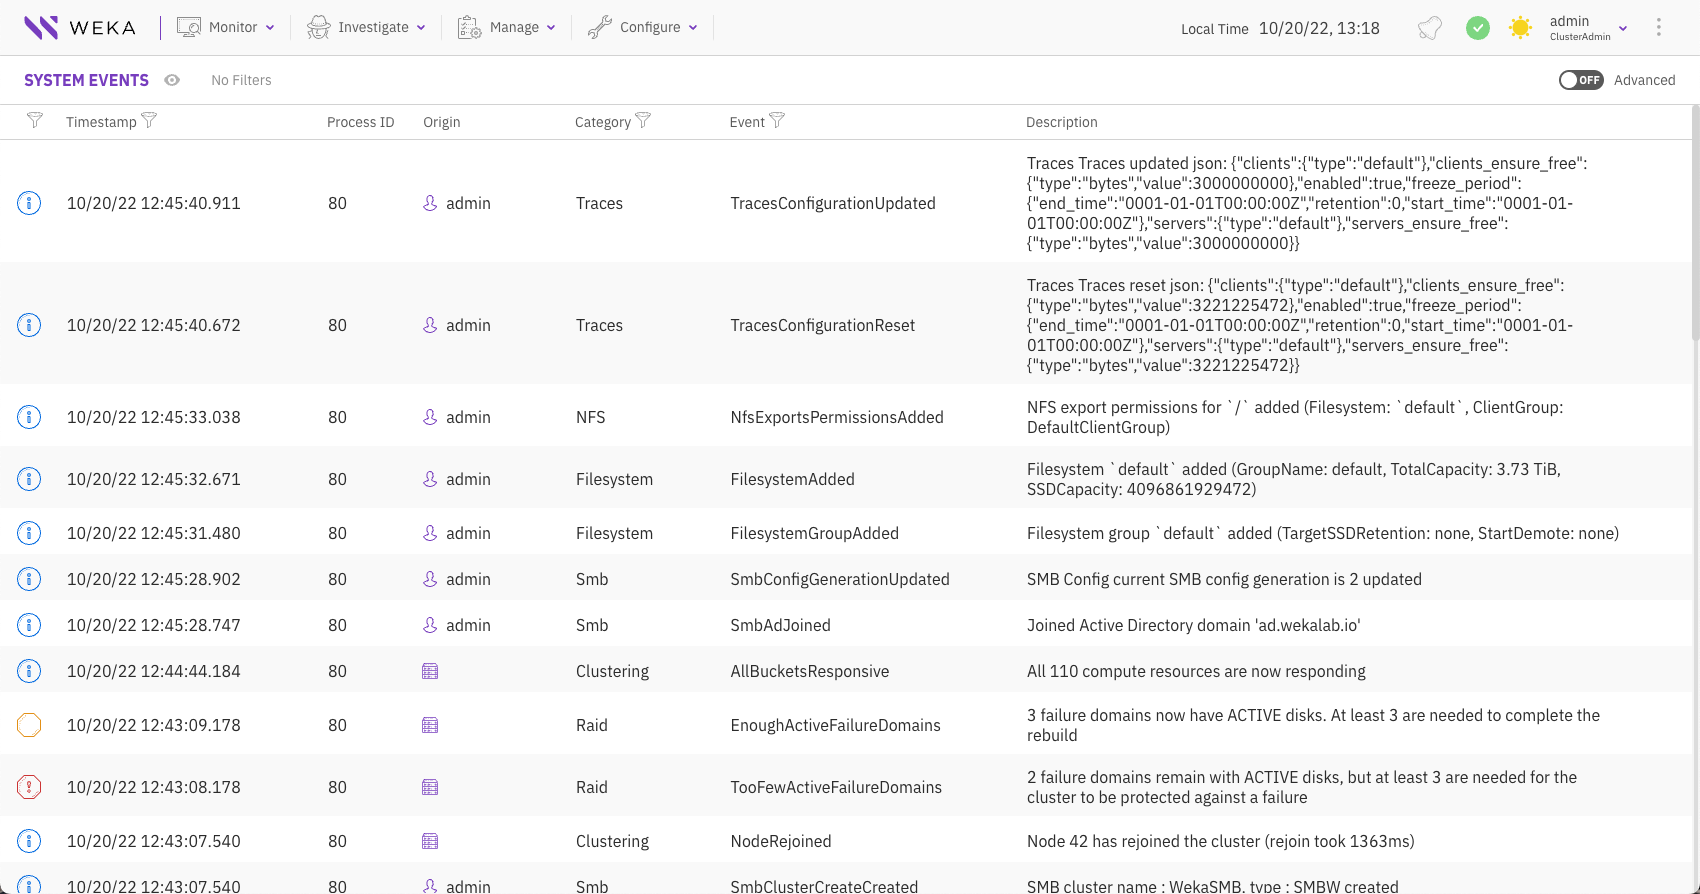 WEKA
Monitor
Investigate
Manage
Configure
Local Time 10/20/22, 13:18
admin
ClusterAdmin
SYSTEM EVENTS
No Filters
OFF
Advanced
Timestamp
Process ID
Origin
Category
Event
Description
10/20/22 12:45:40.911 80 admin Traces TracesConfigurationUpdated
Traces Traces updated json: {"clients":{"type":"default"},"clients_ensure_free":
{"type":"bytes","value":3000000000},"enabled":true,"freeze_period":
{"end_time":"0001-01-01T00:00:00Z","retention":0,"start_time":"0001-01-
01T00:00:00Z"},"servers":{"type":"default"},"servers_ensure_free":
{"type":"bytes","value":3000000000}}
10/20/22 12:45:40.672 80 admin Traces TracesConfigurationReset
Traces Traces reset json: {"clients":{"type":"default"},"clients_ensure_free":
{"type":"bytes","value":3221225472},"enabled":true,"freeze_period":
{"end_time":"0001-01-01T00:00:00Z","retention":0,"start_time":"0001-01-
01T00:00:00Z"},"servers":{"type":"default"},"servers_ensure_free":
{"type":"bytes","value":3221225472}}
10/20/22 12:45:33.038 80 admin NFS NfsExportsPermissionsAdded
NFS export permissions for `/` added (Filesystem: `default`, ClientGroup:
DefaultClientGroup)
10/20/22 12:45:32.671 80 admin Filesystem FilesystemAdded
Filesystem `default` added (GroupName: default, TotalCapacity: 3.73 TiB,
SSDCapacity: 4096861929472)
10/20/22 12:45:31.480 80 admin Filesystem FilesystemGroupAdded Filesystem group `default` added (TargetSSDRetention: none, StartDemote: none)
10/20/22 12:45:28.902 80 admin Smb SmbConfigGenerationUpdated SMB Config current SMB config generation is 2 updated
10/20/22 12:45:28.747 80 admin Smb SmbAdJoined Joined Active Directory domain 'ad.wekalab.io'
10/20/22 12:44:44.184 80 Clustering AllBucketsResponsive All 110 compute resources are now responding
10/20/22 12:43:09.178 80 Raid EnoughActiveFailureDomains
3 failure domains now have ACTIVE disks. At least 3 are needed to complete the
rebuild
10/20/22 12:43:08.178 80 Raid TooFewActiveFailureDomains
2 failure domains remain with ACTIVE disks, but at least 3 are needed for the
cluster to be protected against a failure
10/20/22 12:43:07.540 80 Clustering NodeRejoined Node 42 has rejoined the cluster (rejoin took 1363ms)
10/20/22 12:43:07.540 80 admin Smb SmbClusterCreateCreated SMB cluster name : WekaSMB, type : SMBW created